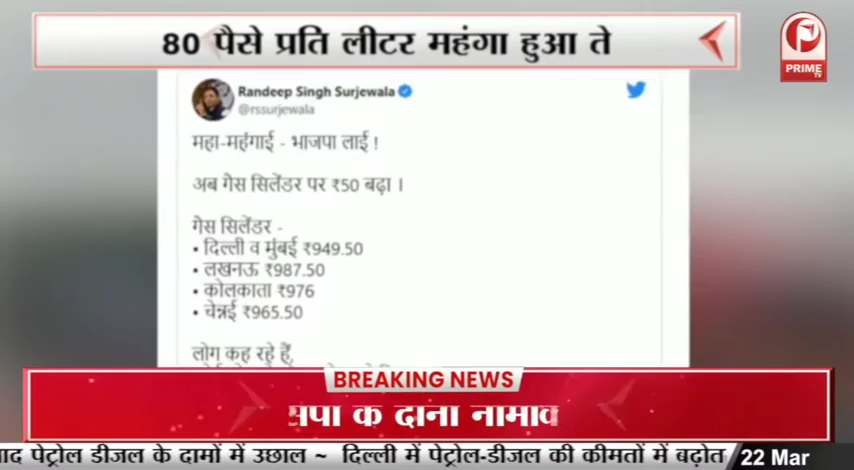 80 पैसे प्रति लीटर महंगा हुआ ते
PRIME
TV
Randeep Singh Surjewala
@rssurjewala
महा-महंगाई - भाजपा लाई !
अब गैस सिलेंडर पर ₹50 बढ़ा ।
गैस सिलेंडर -
• दिल्ली व मुंबई ₹949.50
• लखनऊ ₹987.50
• कोलकाता ₹976
• चेन्नई ₹965.50
लोग कह रहे हैं,
BREAKING NEWS
क दाना नामाव
ाद पेट्रोल डीजल के दामों में उछाल ~ दिल्ली में पेट्रोल-डीजल की कीमतों में बढ़ोत
22 Mar